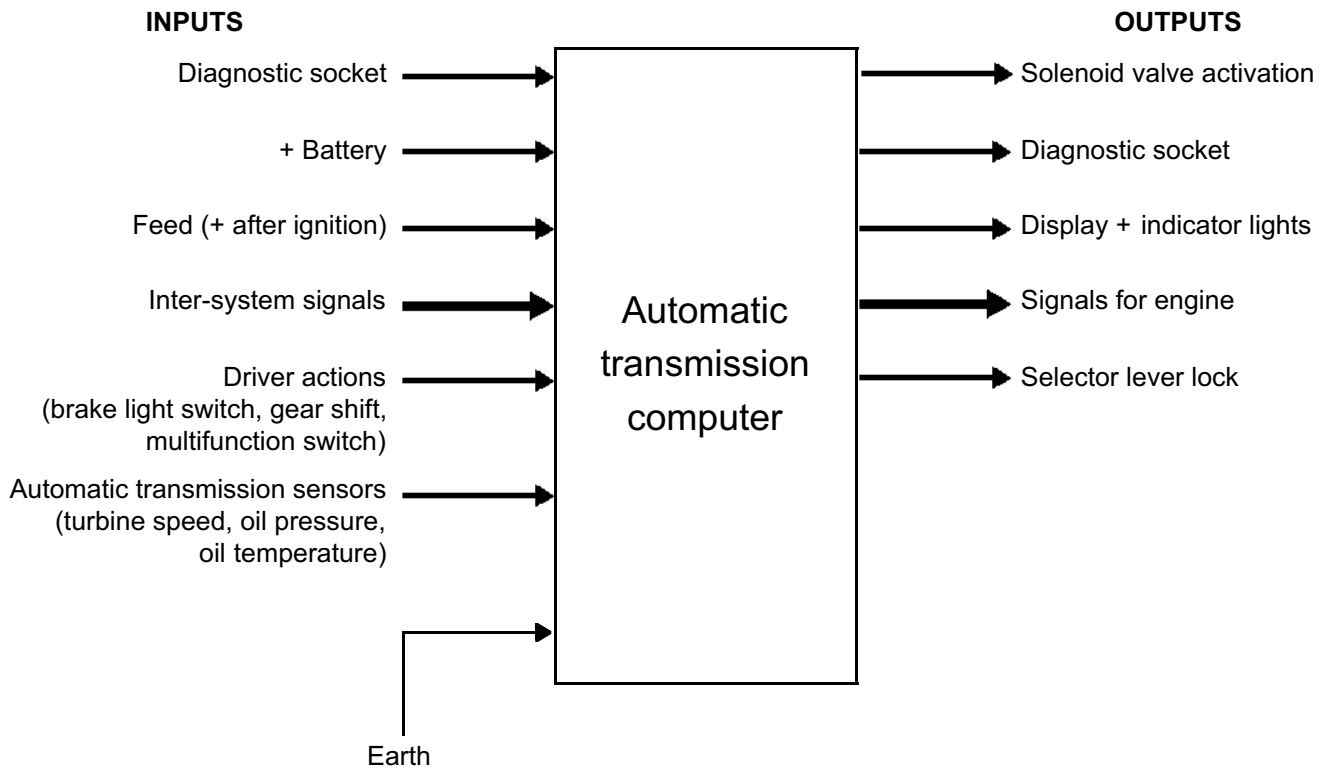 INPUTS
Diagnostic socket
+ Battery
Feed (+ after ignition)
Inter-system signals
Driver actions
(brake light switch, gear shift,
multifunction switch)
Automatic transmission sensors
(turbine speed, oil pressure,
oil temperature)
Earth
Automatic
transmission
computer
OUTPUTS
Solenoid valve activation
Diagnostic socket
Display + indicator lights
Signals for engine
Selector lever lock